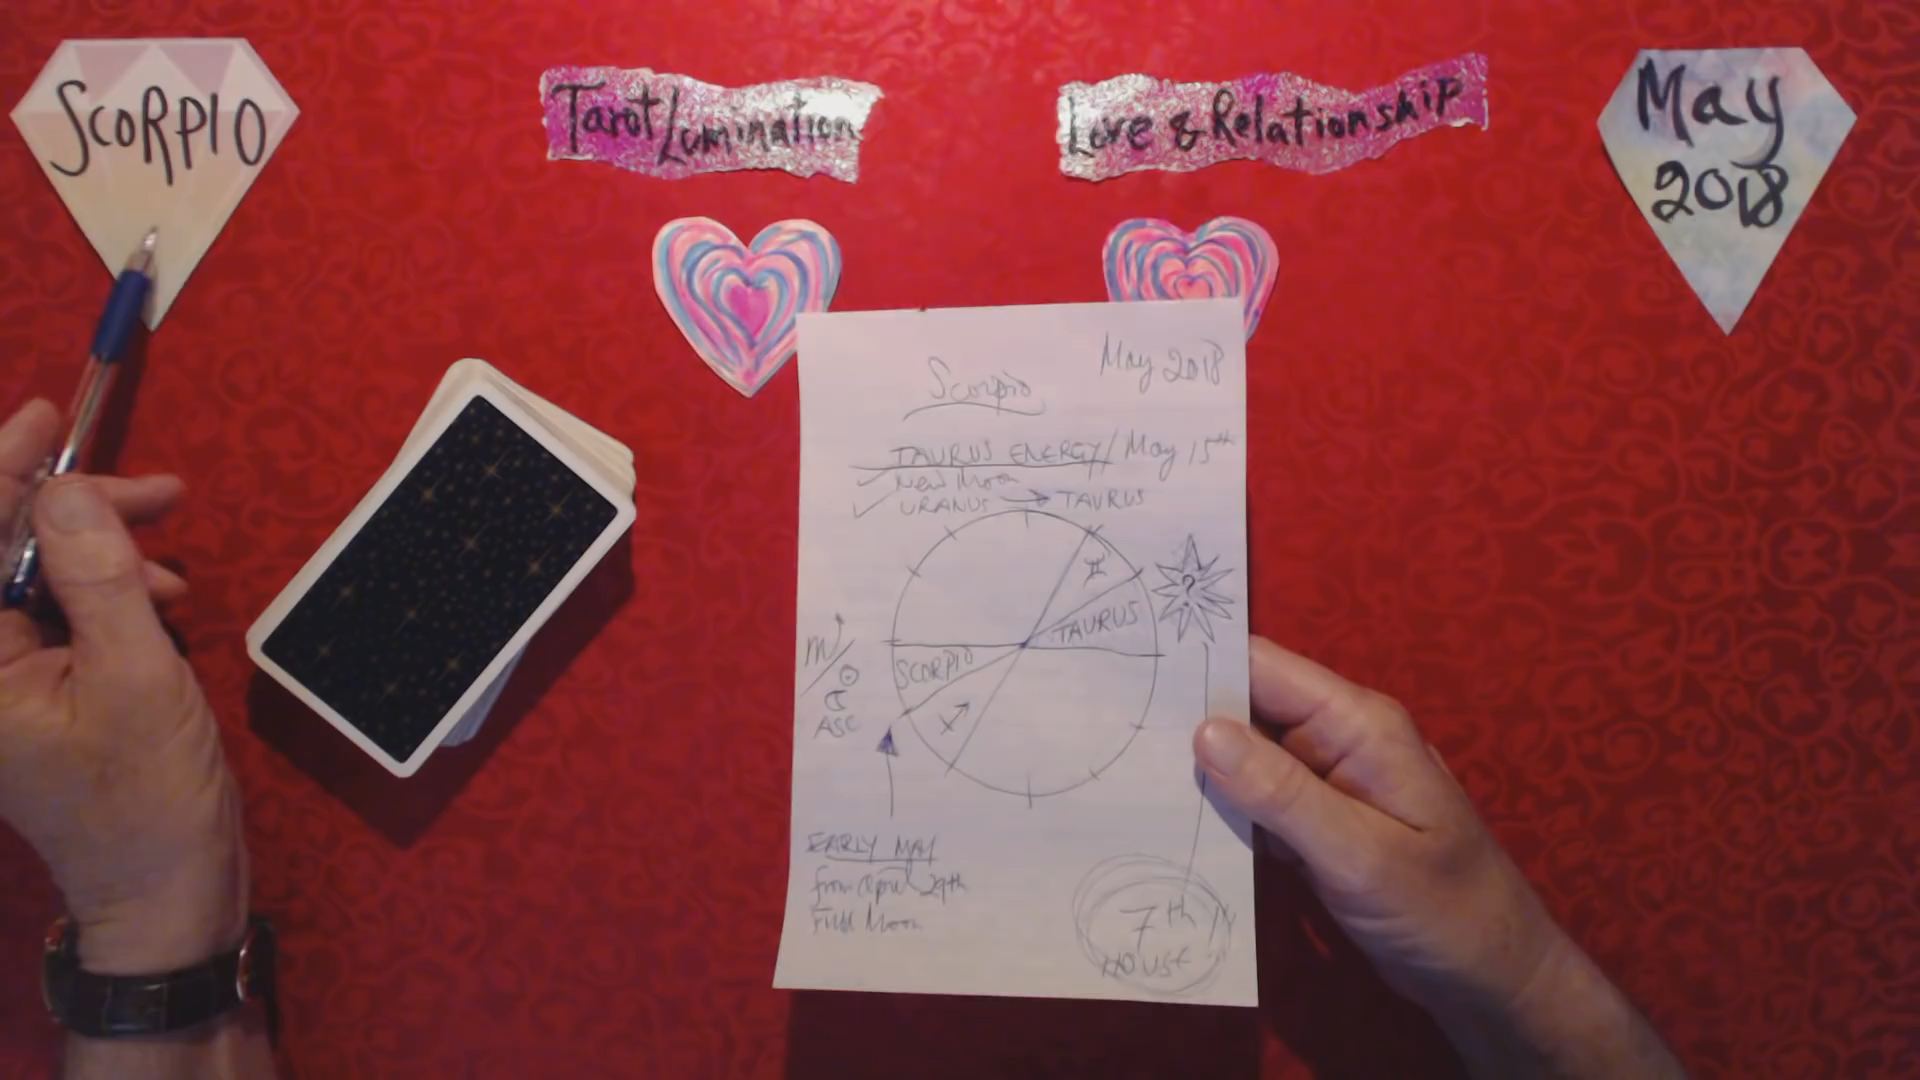 SCORPIO
Tarot Lumination
Love & Relationship
May
2018
May 2018
Scorpio
TAURUS ENERGY / May 15th
New Moon
URANUS → TAURUS
♊
?
TAURUS
SCORPIO
♏
☉
☾
ASC
♐
EARLY MAY
from April 29th
Full Moon
7th
HOUSE